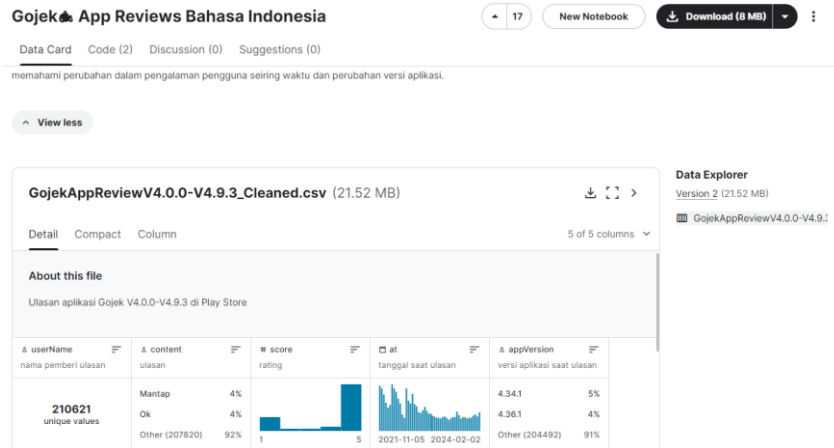 Gojek App Reviews Bahasa Indonesia
17
New Notebook
Download (8 MB)
Data Card Code (2) Discussion (0) Suggestions (0)
memahami perubahan dalam pengalaman pengguna seiring waktu dan perubahan versi aplikasi.
View less
GojekAppReviewV4.0.0-V4.9.3_Cleaned.csv (21.52 MB)
Detail Compact Column
5 of 5 columns
About this file
Ulasan aplikasi Gojek V4.0.0-V4.9.3 di Play Store
userName
nama pemberi ulasan
210621
unique values
content
ulasan
Mantap 4%
Ok 4%
Other (207820) 92%
# score
rating
1 5
at
tanggal saat ulasan
2021-11-05 2024-02-02
appVersion
versi aplikasi saat ulasan
4.34.1 5%
4.36.1 4%
Other (204492) 91%
Data Explorer
Version 2 (21.52 MB)
GojekAppReviewV4.0.0-V4.9.